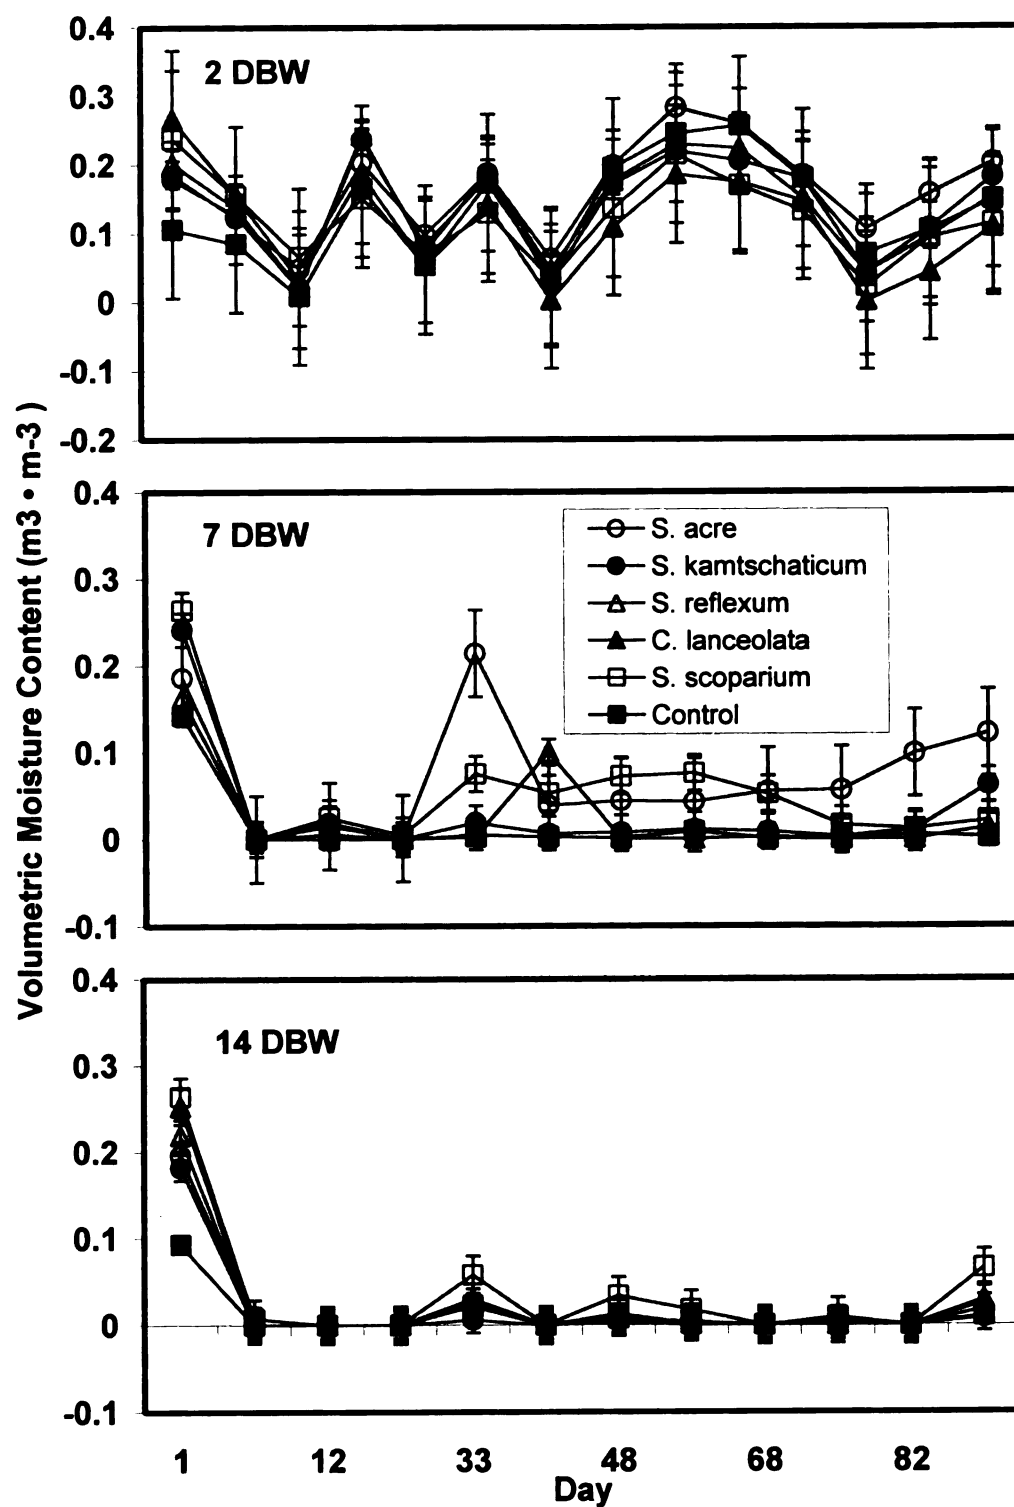 Volumetric Moisture Content (m3 • m-3 )
0.4
0.3
0.2
0.1
0
-0.1
-0.2
2 DBW
0.4
0.3
0.2
0.1
0
-0.1
7 DBW
S. acre
S. kamtschaticum
S. reflexum
C. lanceolata
S. scoparium
Control
0.4
0.3
0.2
0.1
0
-0.1
14 DBW
1 12 33 48 68 82
Day